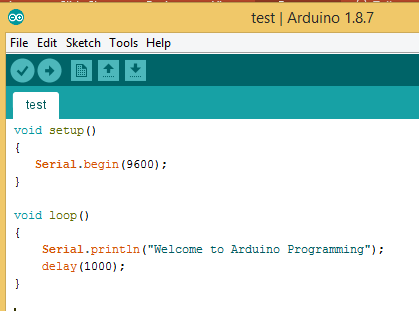 test | Arduino 1.8.7
File Edit Sketch Tools Help
test
void setup()
{
   Serial.begin(9600);
}

void loop()
{
    Serial.println("Welcome to Arduino Programming");
    delay(1000);
}